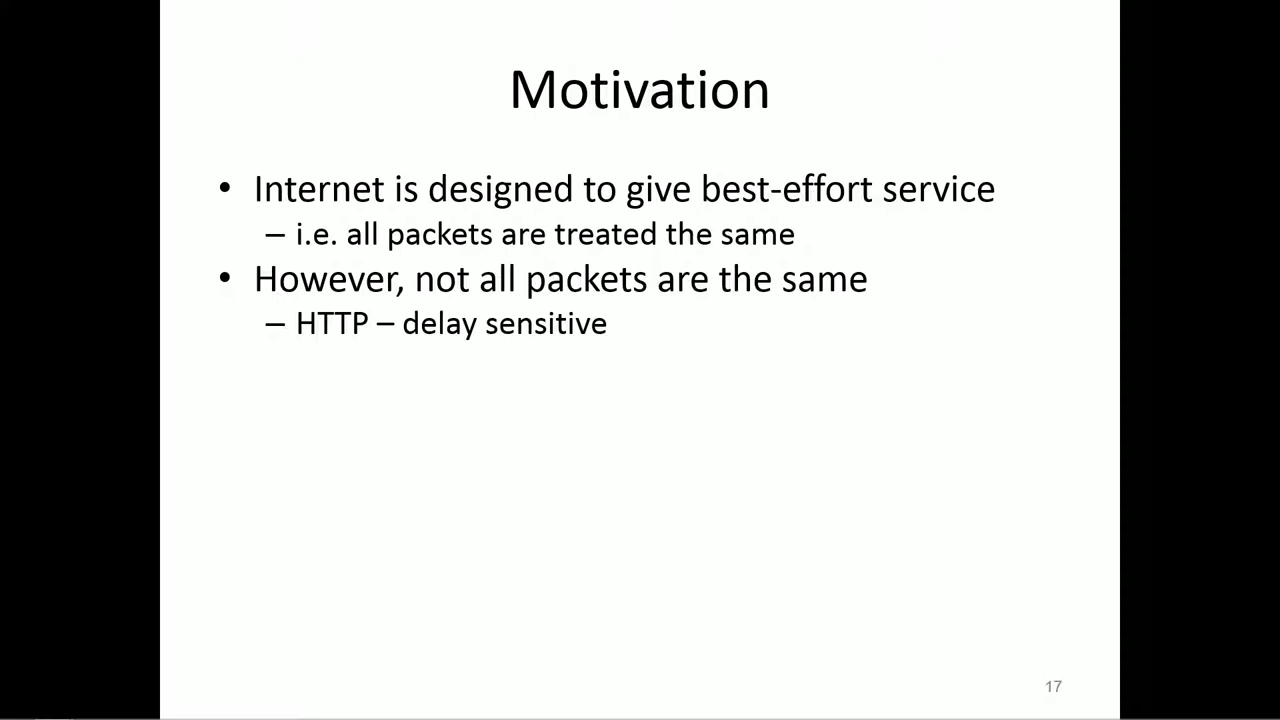 Motivation
• Internet is designed to give best-effort service
– i.e. all packets are treated the same
• However, not all packets are the same
– HTTP – delay sensitive
17